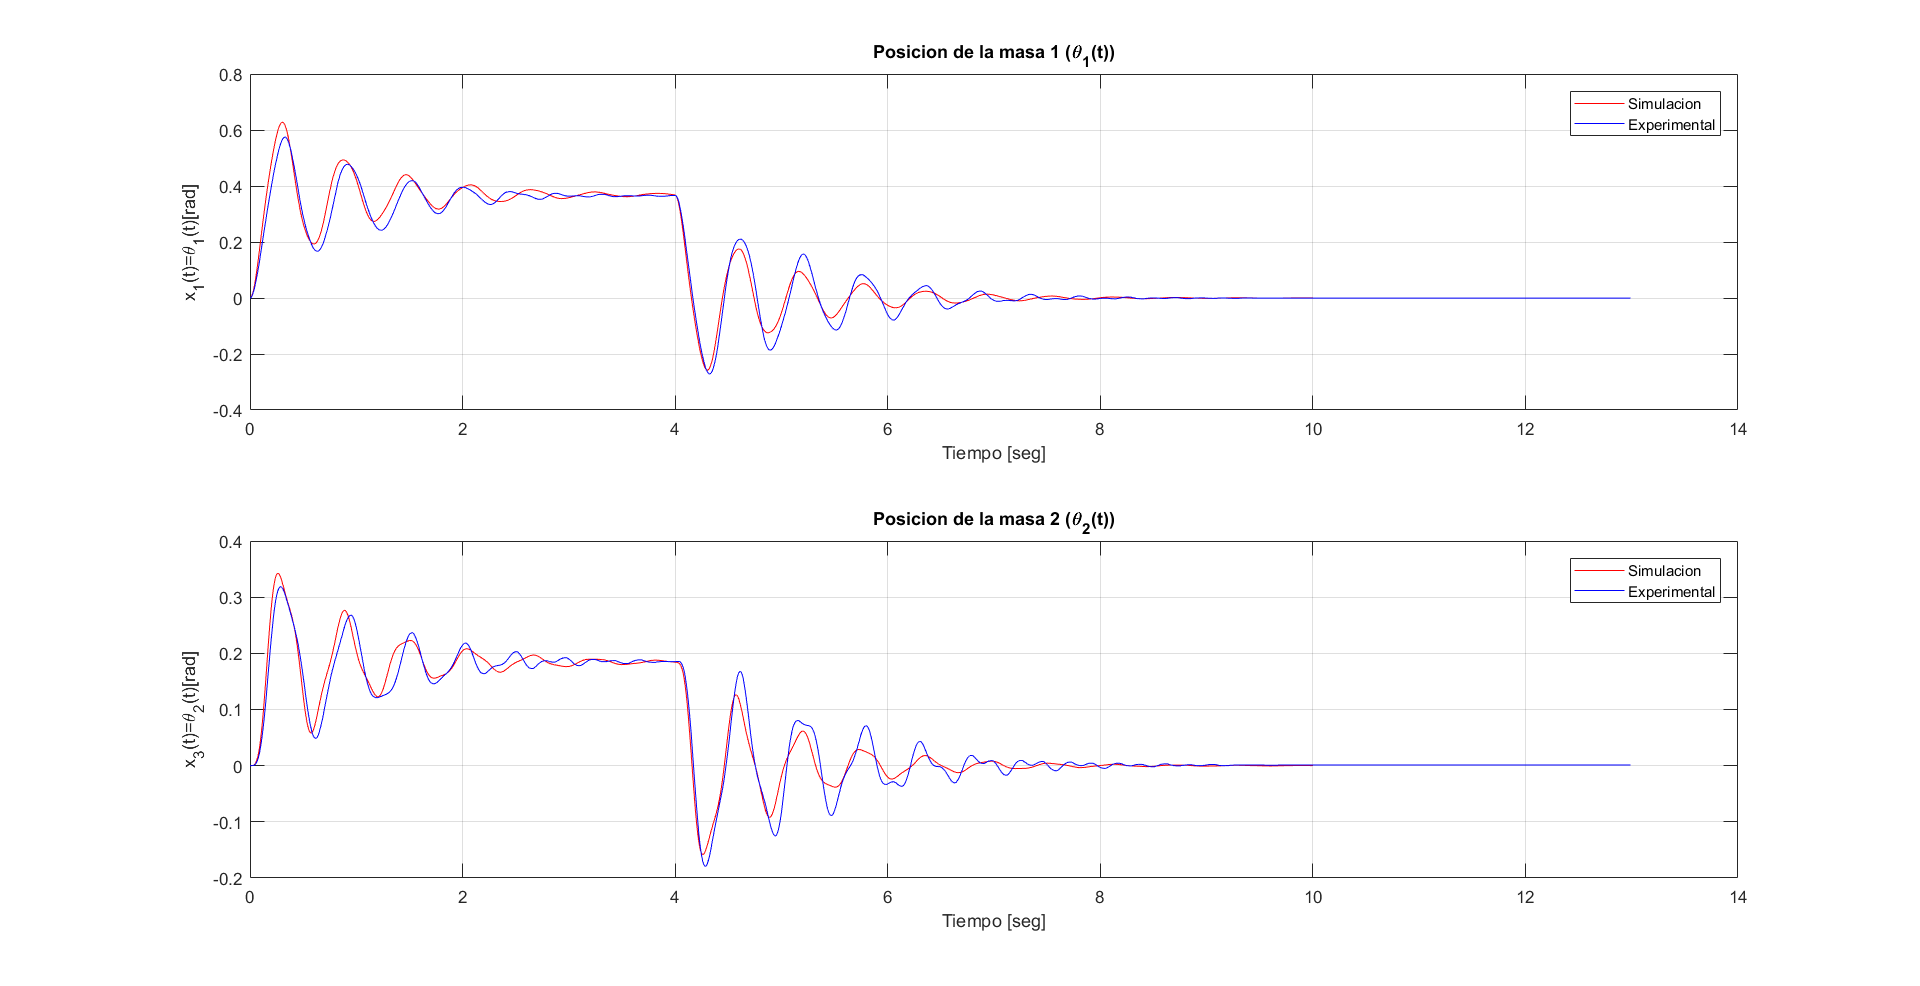 Posicion de la masa 1 (θ1(t))
x1(t)=θ1(t)[rad]
0.8
0.6
0.4
0.2
0
-0.2
-0.4
Simulacion
Experimental
0 2 4 6 8 10 12 14
Tiempo [seg]
Posicion de la masa 2 (θ2(t))
x3(t)=θ2(t)[rad]
0.4
0.3
0.2
0.1
0
-0.1
-0.2
Simulacion
Experimental
0 2 4 6 8 10 12 14
Tiempo [seg]